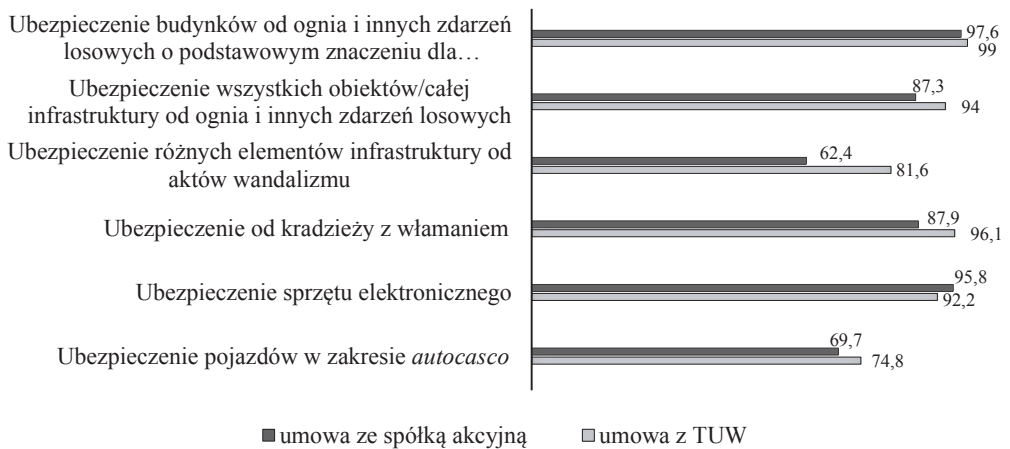 Ubezpieczenie budynków od ognia i innych zdarzeń
losowych o podstawowym znaczeniu dla…
97,6
99
Ubezpieczenie wszystkich obiektów/całej
infrastruktury od ognia i innych zdarzeń losowych
87,3
94
Ubezpieczenie różnych elementów infrastruktury od
aktów wandalizmu
62,4
81,6
Ubezpieczenie od kradzieży z włamaniem
87,9
96,1
Ubezpieczenie sprzętu elektronicznego
95,8
92,2
Ubezpieczenie pojazdów w zakresie autocasco
69,7
74,8
umowa ze spółką akcyjną umowa z TUW